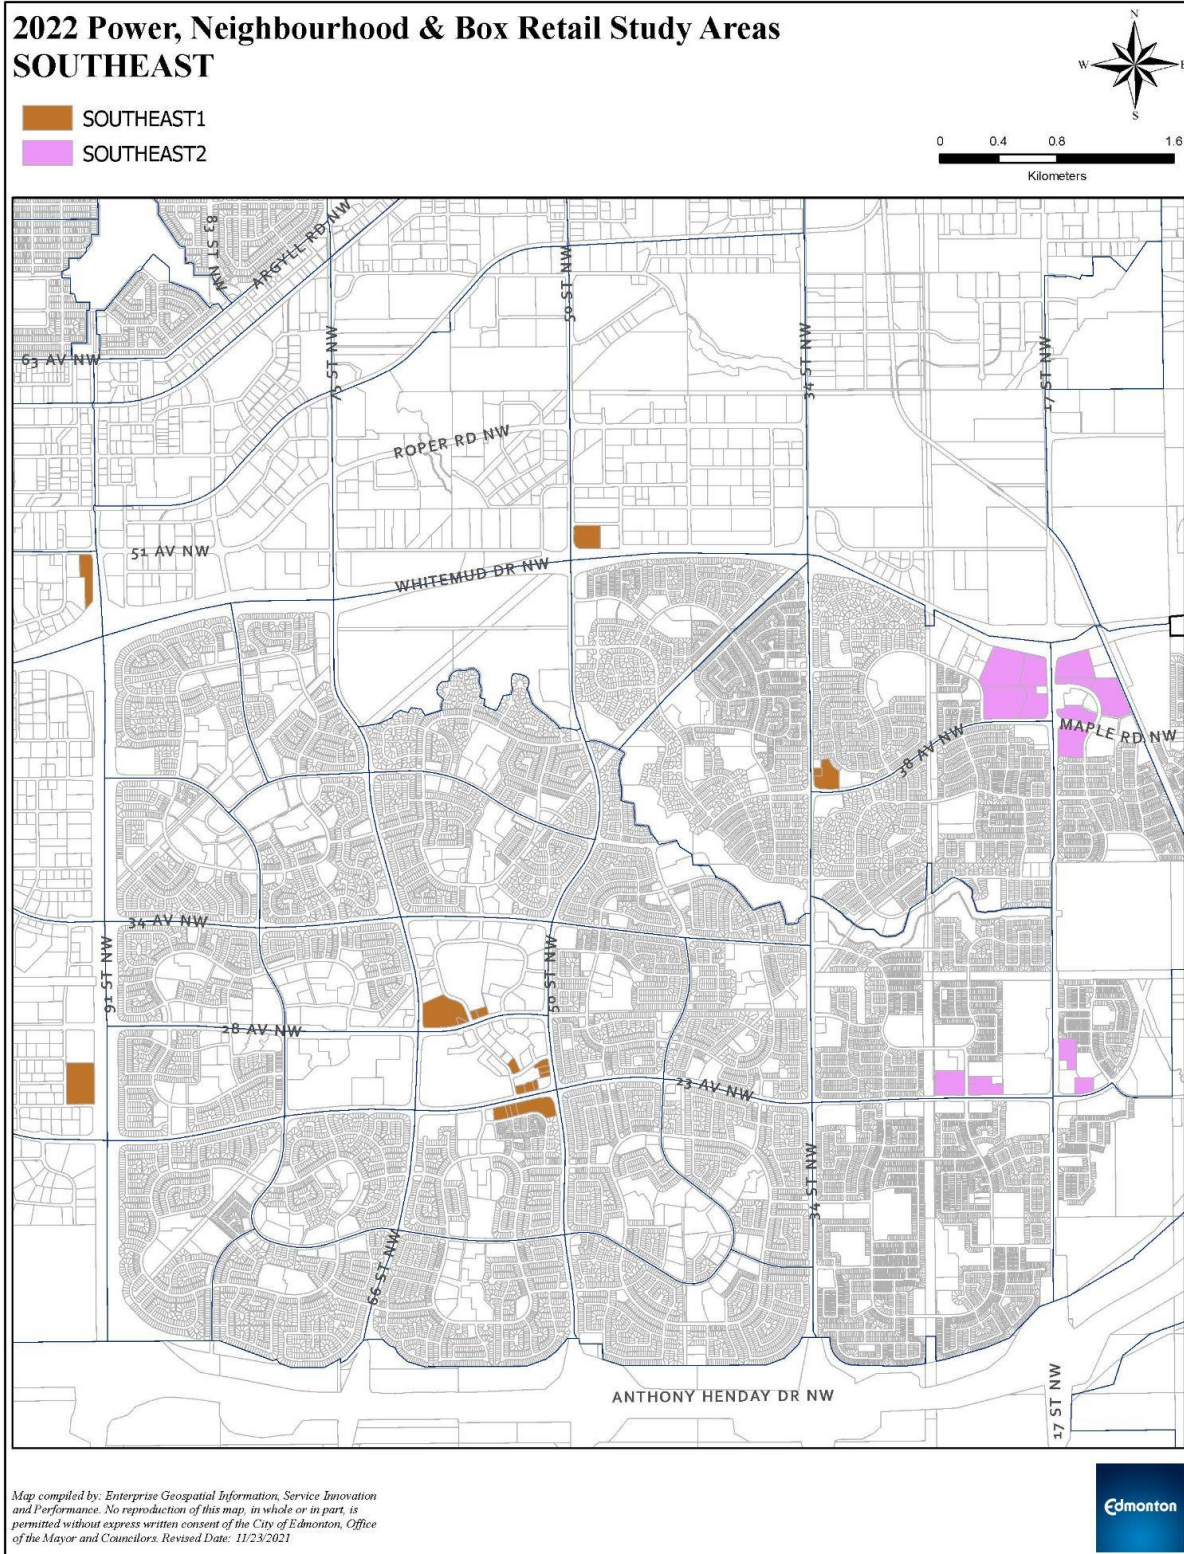 2022 Power, Neighbourhood & Box Retail Study Areas
SOUTHEAST
N
W
E
S
SOUTHEAST1
SOUTHEAST2
0 0.4 0.8 1.6
Kilometers
83 ST NW
ARGYLL RD NW
50 ST NW
63 AV NW
75 ST NW
34 ST NW
17 ST NW
ROPER RD NW
51 AV NW
WHITEMUD DR NW
MAPLE RD NW
38 AV NW
34 AV NW
91 ST NW
50 ST NW
28 AV NW
23 AV NW
34 ST NW
66 ST NW
ANTHONY HENDAY DR NW
17 ST NW
Map compiled by: Enterprise Geospatial Information, Service Innovation
and Performance. No reproduction of this map, in whole or in part, is
permitted without express written consent of the City of Edmonton, Office
of the Mayor and Councilors. Revised Date: 11/23/2021
Edmonton